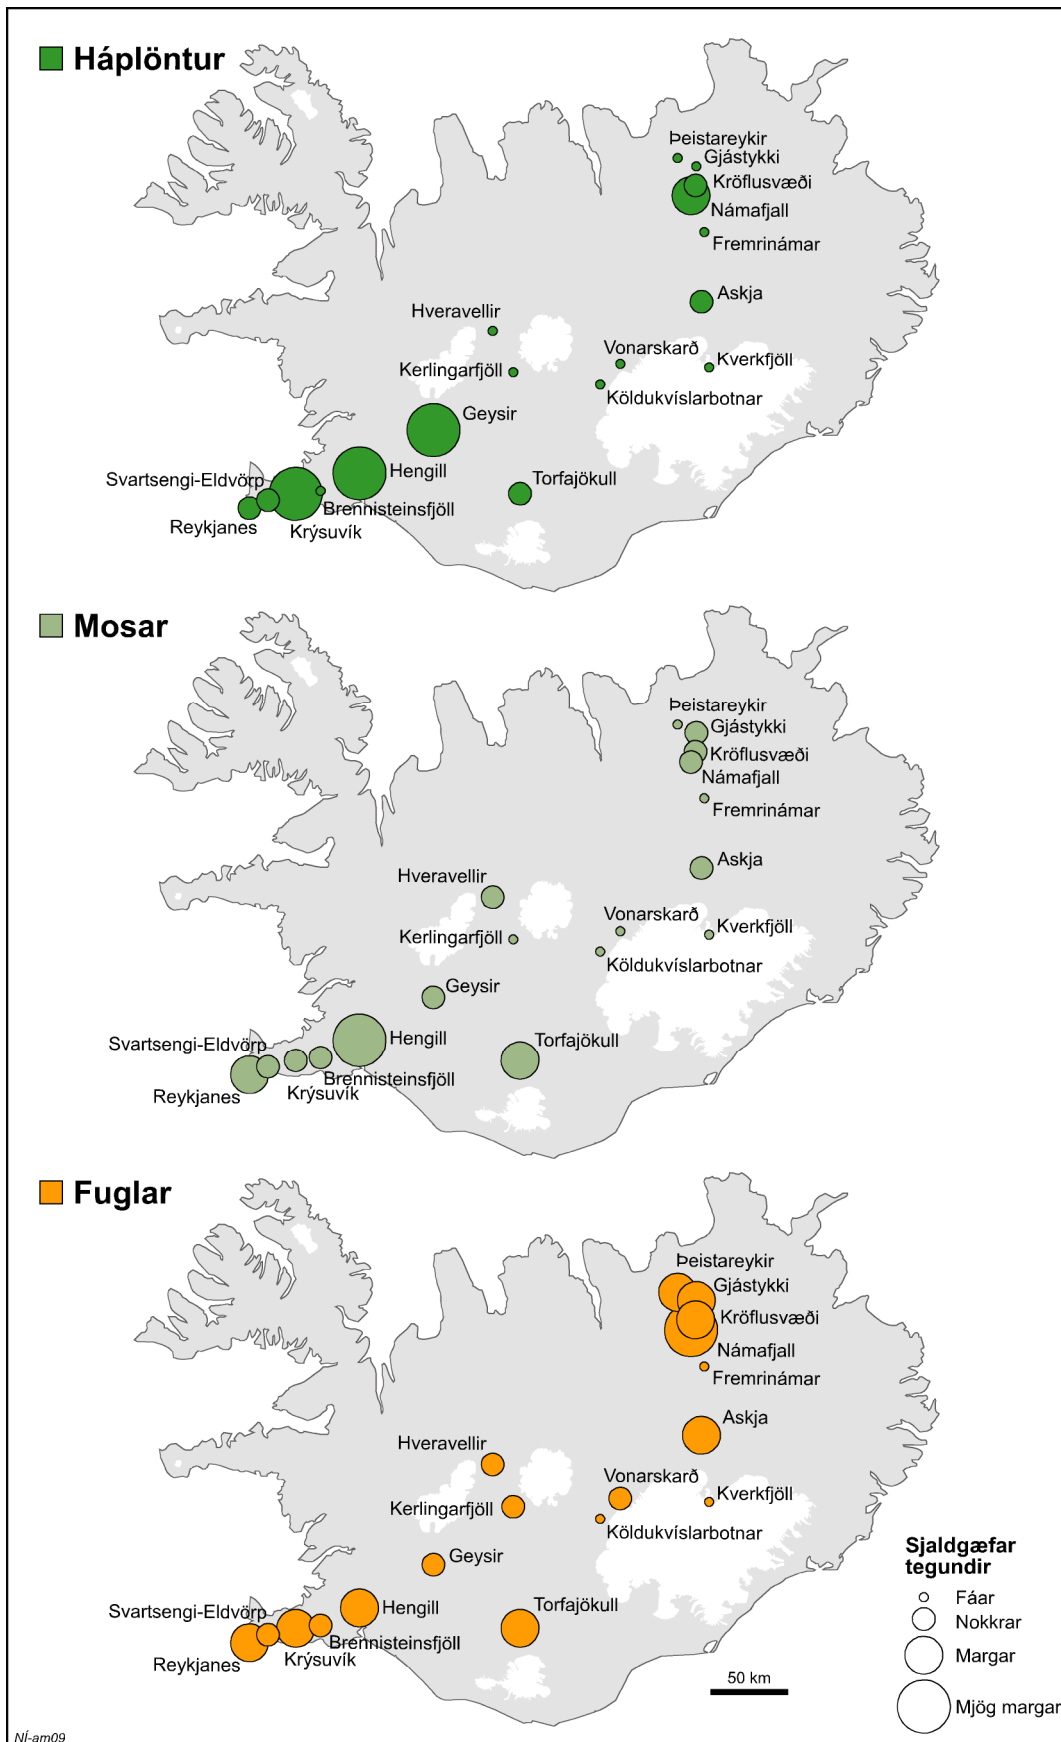 Háplöntur
Þeistareykir
Gjástykki
Kröflusvæði
Námafjall
Fremrinámar
Askja
Hveravellir
Vonarskarð
Kverkfjöll
Kerlingarfjöll
Köldukvíslarbotnar
Geysir
Hengill
Svartsengi-Eldvörp
Torfajökull
Brennisteinsfjöll
Reykjanes
Krýsuvík
Mosar
Þeistareykir
Gjástykki
Kröflusvæði
Námafjall
Fremrinámar
Askja
Hveravellir
Vonarskarð
Kverkfjöll
Kerlingarfjöll
Köldukvíslarbotnar
Geysir
Hengill
Torfajökull
Svartsengi-Eldvörp
Brennisteinsfjöll
Krýsuvík
Reykjanes
Fuglar
Þeistareykir
Gjástykki
Kröflusvæði
Námafjall
Fremrinámar
Askja
Hveravellir
Vonarskarð
Kverkfjöll
Kerlingarfjöll
Köldukvíslarbotnar
Geysir
Hengill
Torfajökull
Svartsengi-Eldvörp
Brennisteinsfjöll
Krýsuvík
Reykjanes
Sjaldgæfar
tegundir
Fáar
Nokkrar
Margar
Mjög margar
50 km
NÍ-am09